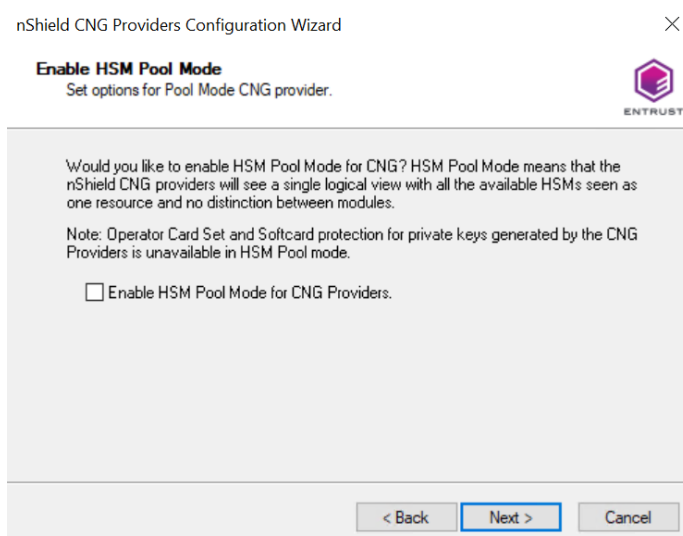 nShield CNG Providers Configuration Wizard
Enable HSM Pool Mode
Set options for Pool Mode CNG provider.
ENTRUST
Would you like to enable HSM Pool Mode for CNG? HSM Pool Mode means that the
nShield CNG providers will see a single logical view with all the available HSMs seen as
one resource and no distinction between modules.
Note: Operator Card Set and Softcard protection for private keys generated by the CNG
Providers is unavailable in HSM Pool mode.
Enable HSM Pool Mode for CNG Providers.
< Back
Next >
Cancel